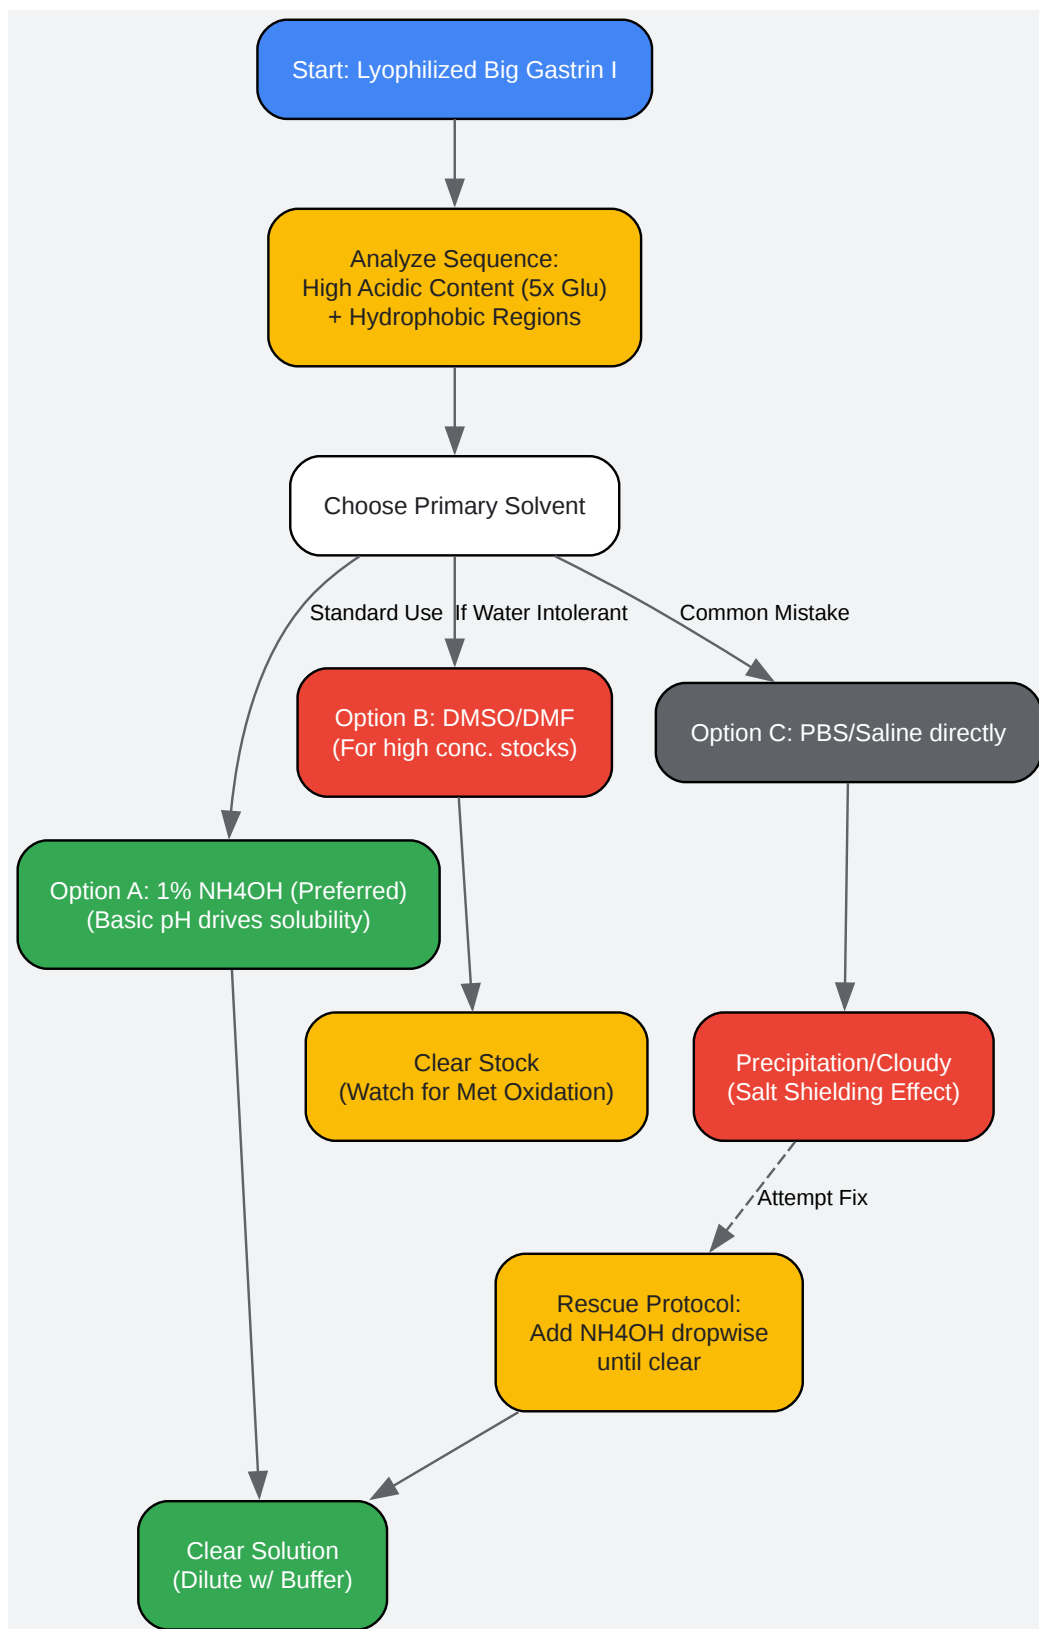 Start: Lyophilized Big Gastrin I
Analyze Sequence:
High Acidic Content (5x Glu)
+ Hydrophobic Regions
Choose Primary Solvent
Standard Use
If Water Intolerant
Common Mistake
Option B: DMSO/DMF
(For high conc. stocks)
Option C: PBS/Saline directly
Option A: 1% NH4OH (Preferred)
(Basic pH drives solubility)
Clear Stock
(Watch for Met Oxidation)
Precipitation/Cloudy
(Salt Shielding Effect)
Attempt Fix
Rescue Protocol:
Add NH4OH dropwise
until clear
Clear Solution
(Dilute w/ Buffer)